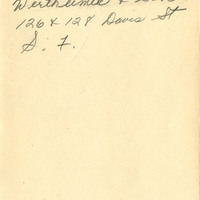 Wertheimer &
126 & 128 Davis St
S. F.